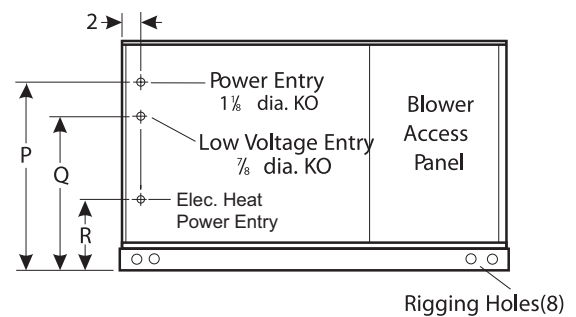 2
Power Entry
1⅛ dia. KO
Low Voltage Entry
⅞ dia. KO
Blower
Access
Panel
P
Q
R
Elec. Heat
Power Entry
Rigging Holes(8)